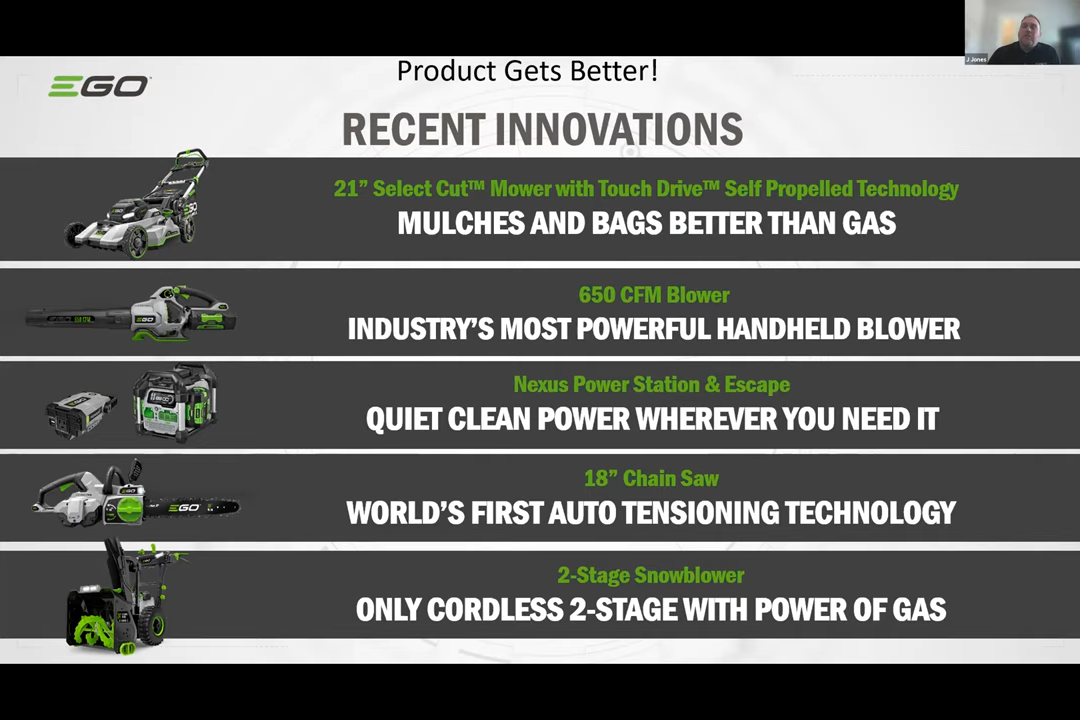 J Jones
EGO™
Product Gets Better!
RECENT INNOVATIONS
21” Select Cut™ Mower with Touch Drive™ Self Propelled Technology
MULCHES AND BAGS BETTER THAN GAS
650 CFM Blower
INDUSTRY’S MOST POWERFUL HANDHELD BLOWER
Nexus Power Station & Escape
QUIET CLEAN POWER WHEREVER YOU NEED IT
18” Chain Saw
WORLD’S FIRST AUTO TENSIONING TECHNOLOGY
EGO
2-Stage Snowblower
ONLY CORDLESS 2-STAGE WITH POWER OF GAS